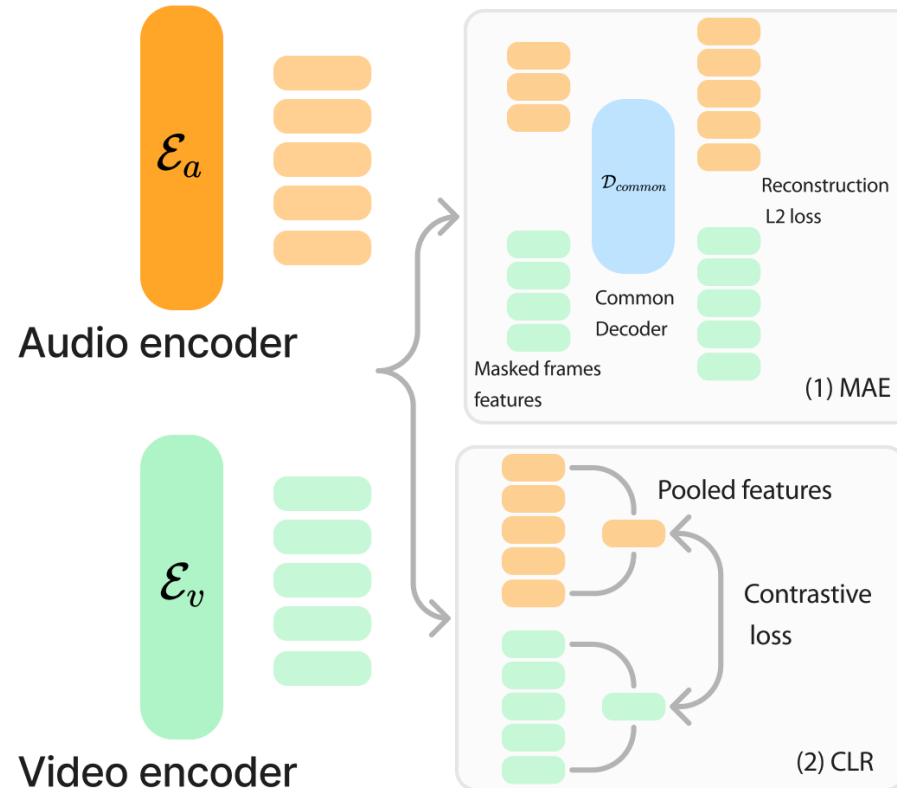 ℰₐ
Audio encoder
ℰᵥ
Video encoder
𝒟common
Reconstruction
L2 loss
Common
Decoder
Masked frames
features
(1) MAE
Pooled features
Contrastive
loss
(2) CLR